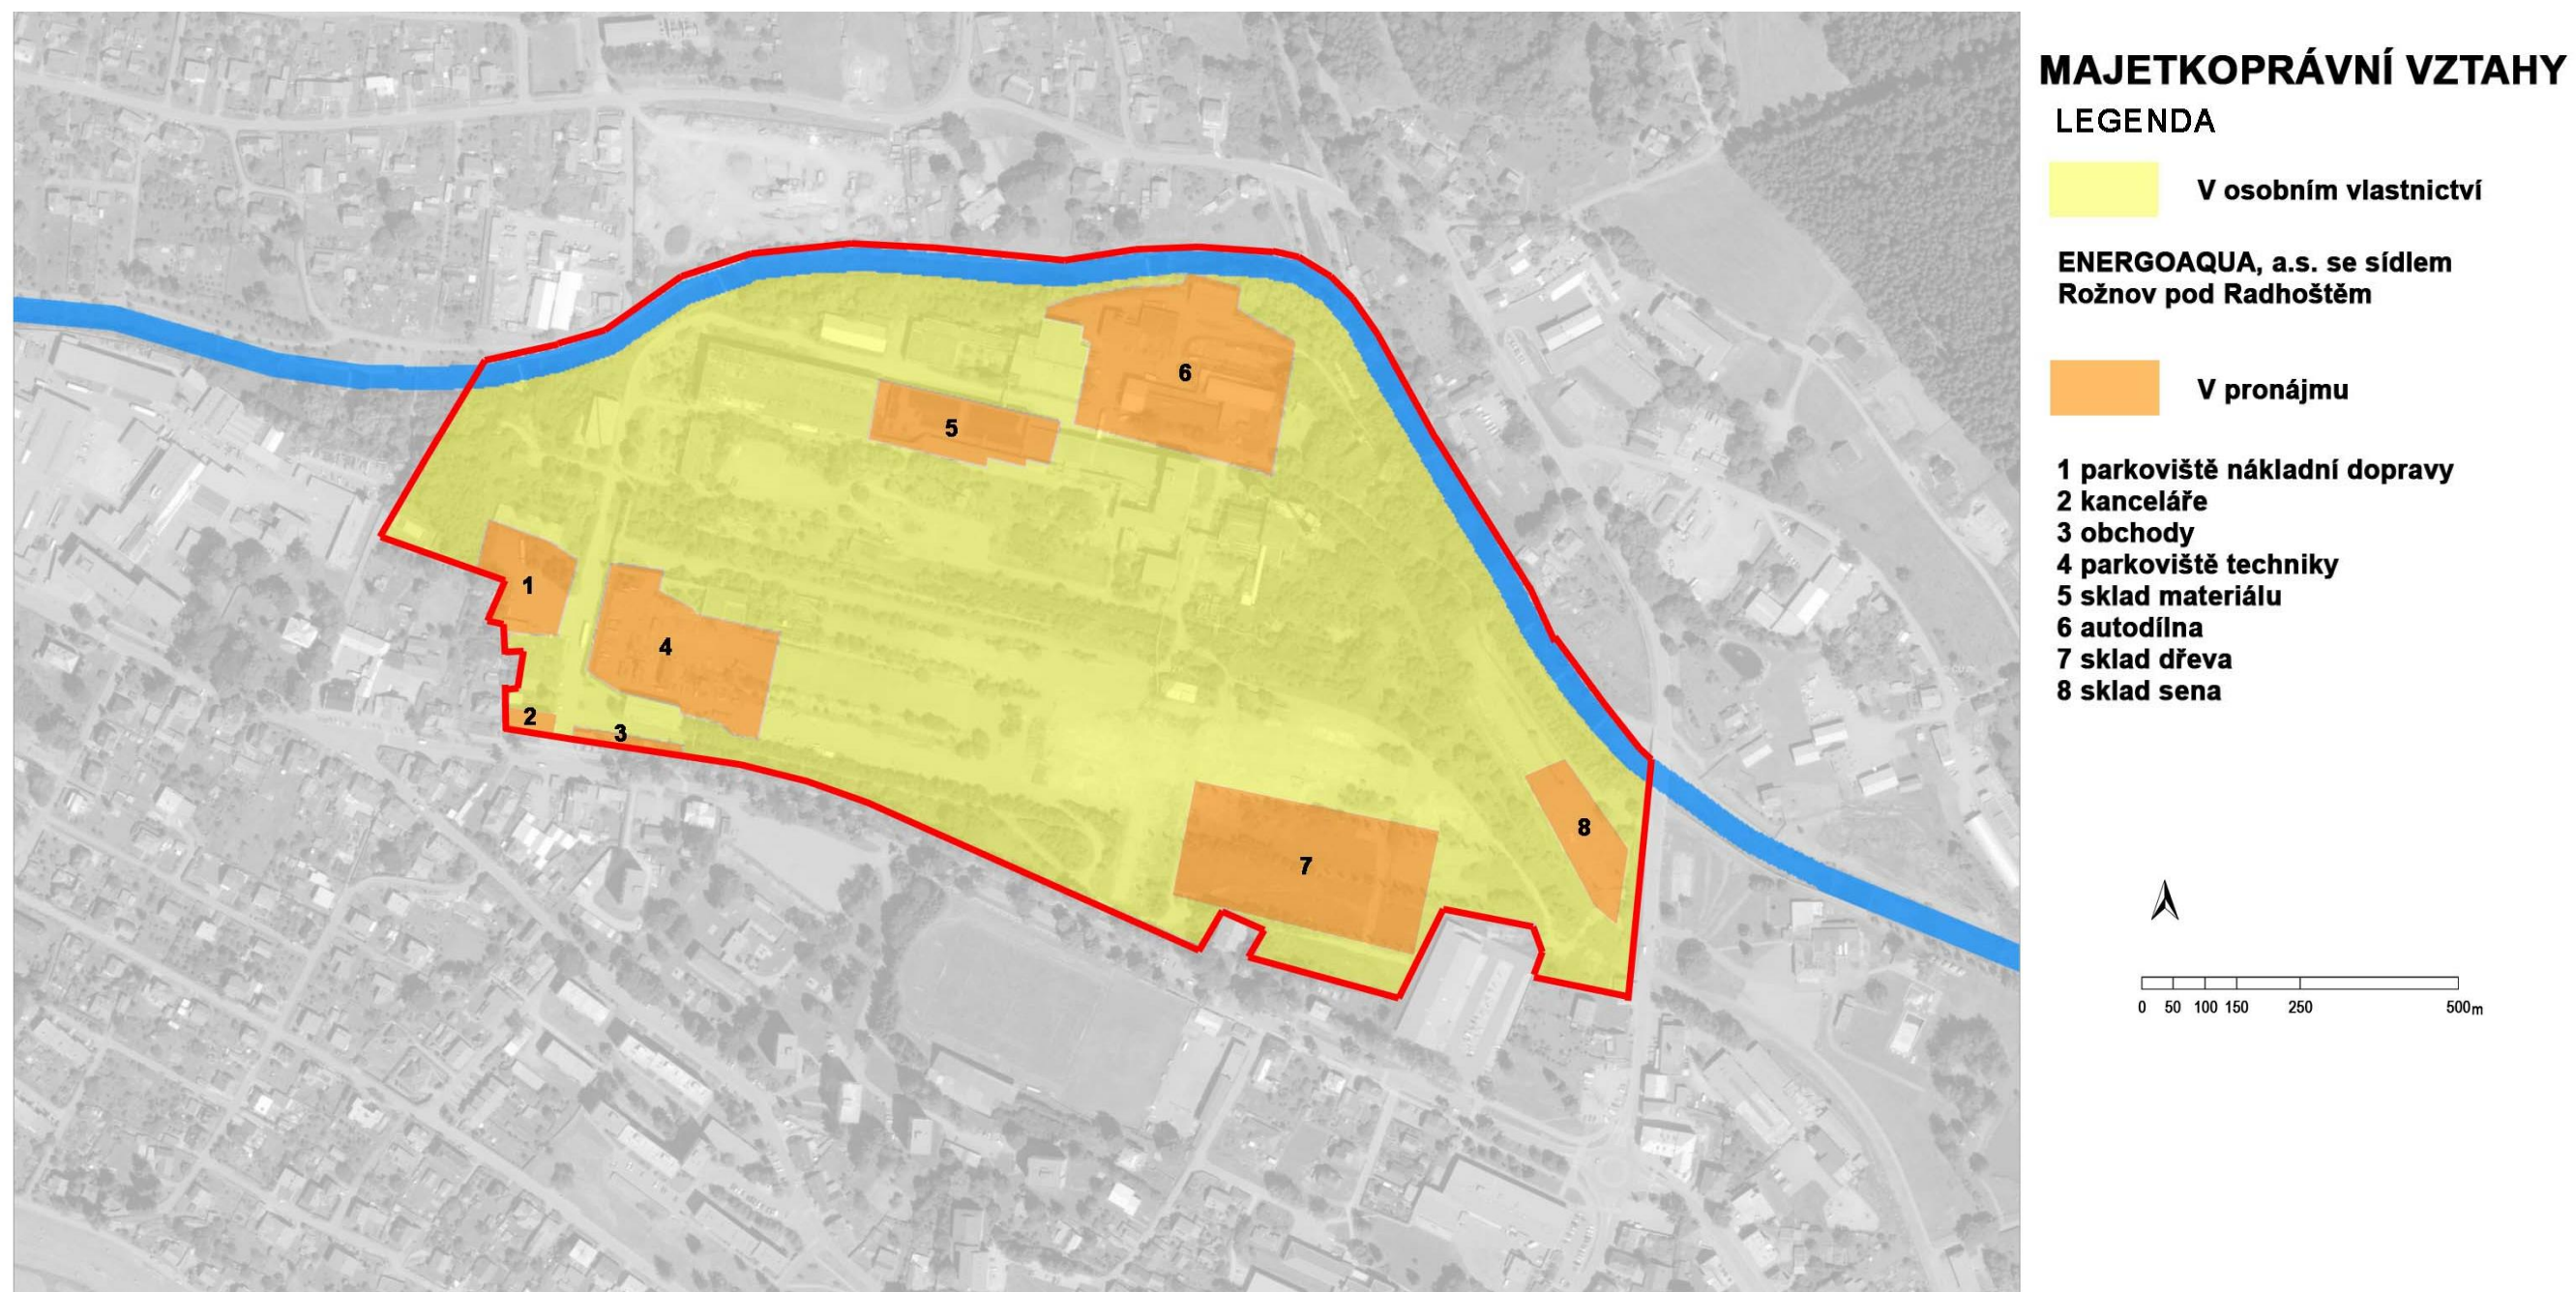 MAJETKOPRÁVNÍ VZTAHY
LEGENDA
V osobním vlastnictví
ENERGOAQUA, a.s. se sídlem
Rožnov pod Radhoštěm
V pronájmu
1 parkoviště nákladní dopravy
2 kanceláře
3 obchody
4 parkoviště techniky
5 sklad materiálu
6 autodílna
7 sklad dřeva
8 sklad sena
6
5
1
4
2
3
8
7
0 50 100 150 250 500m